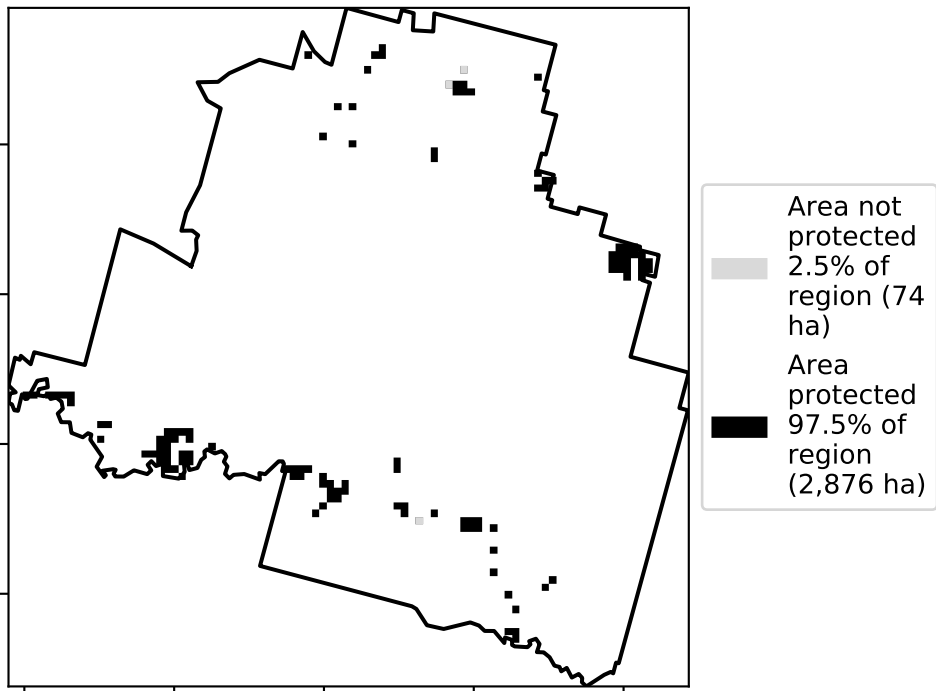 Area not
protected
2.5% of
region (74
ha)
Area
protected
97.5% of
region
(2,876 ha)